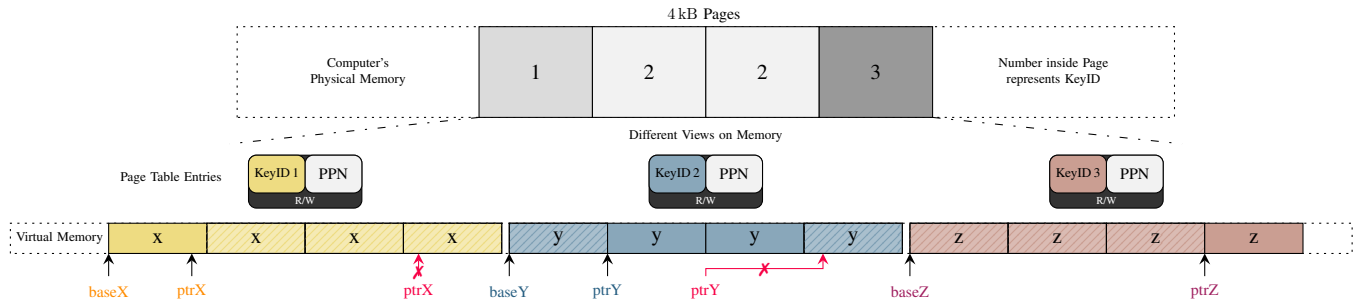 4 kB Pages
Computer's
Physical Memory
1 2 2 3
Number inside Page
represents KeyID
Different Views on Memory
Page Table Entries
KeyID 1 PPN
R/W
KeyID 2 PPN
R/W
KeyID 3 PPN
R/W
Virtual Memory x x x x y y y y z z z z
baseX ptrX ptrX baseY ptrY ptrY baseZ ptrZ